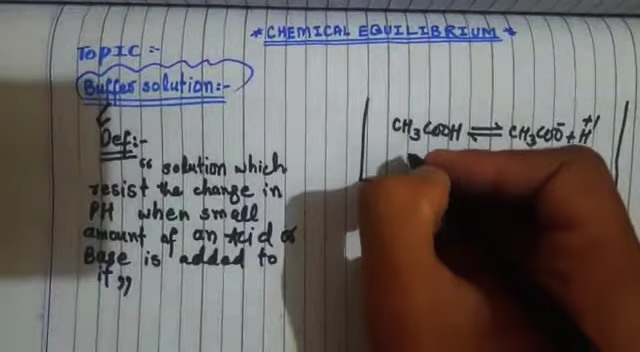 * CHEMICAL EQUILIBRIUM *
Topic :-
Buffer solution:-
Def:-
"solution which
resist the change in
PH when small
amount of an Acid or
Base is added to
it"
CH₃COOH ⇌ CH₃COO⁻ + H⁺